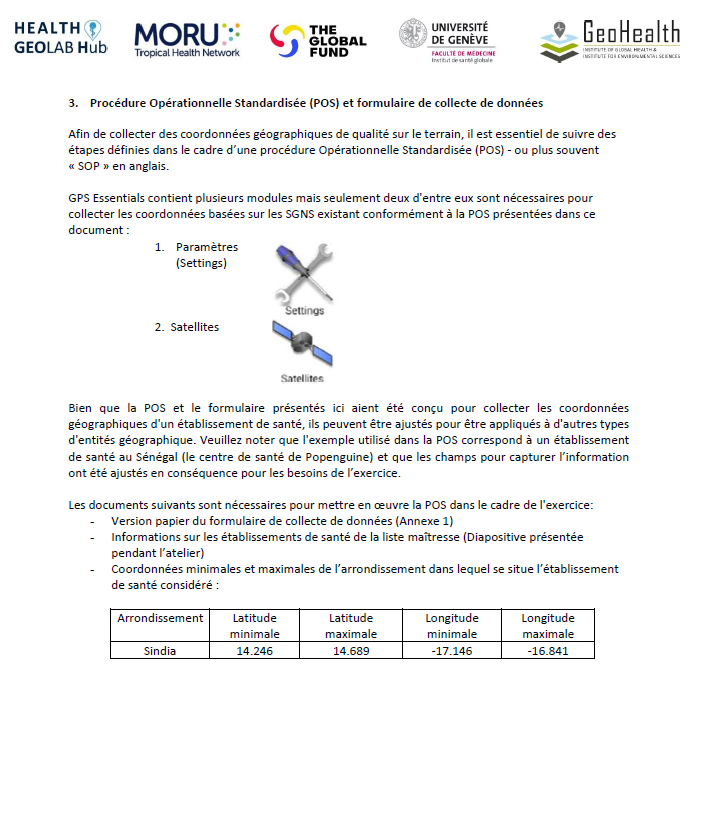 HEALTH
GEOLAB Hub
MORU
Tropical Health Network
THE
GLOBAL
FUND
UNIVERSITÉ
DE GENÈVE
FACULTÉ DE MÉDECINE
Institut de santé globale
GeoHealth
INSTITUTE OF GLOBAL HEALTH &
INSTITUTE FOR ENVIRONMENTAL SCIENCES
3. Procédure Opérationnelle Standardisée (POS) et formulaire de collecte de données
Afin de collecter des coordonnées géographiques de qualité sur le terrain, il est essentiel de suivre des
étapes définies dans le cadre d’une procédure Opérationnelle Standardisée (POS) - ou plus souvent
« SOP » en anglais.
GPS Essentials contient plusieurs modules mais seulement deux d'entre eux sont nécessaires pour
collecter les coordonnées basées sur les SGNS existant conformément à la POS présentées dans ce
document :
1. Paramètres
(Settings)
Settings
2. Satellites
Satellites
Bien que la POS et le formulaire présentés ici aient été conçu pour collecter les coordonnées
géographiques d'un établissement de santé, ils peuvent être ajustés pour être appliqués à d'autres types
d'entités géographique. Veuillez noter que l'exemple utilisé dans la POS correspond à un établissement
de santé au Sénégal (le centre de santé de Popenguine) et que les champs pour capturer l’information
ont été ajustés en conséquence pour les besoins de l’exercice.
Les documents suivants sont nécessaires pour mettre en œuvre la POS dans le cadre de l'exercice:
- Version papier du formulaire de collecte de données (Annexe 1)
- Informations sur les établissements de santé de la liste maîtresse (Diapositive présentée
pendant l’atelier)
- Coordonnées minimales et maximales de l’arrondissement dans lequel se situe l’établissement
de santé considéré :
Arrondissement Latitude minimale Latitude maximale Longitude minimale Longitude maximale
Sindia 14.246 14.689 -17.146 -16.841